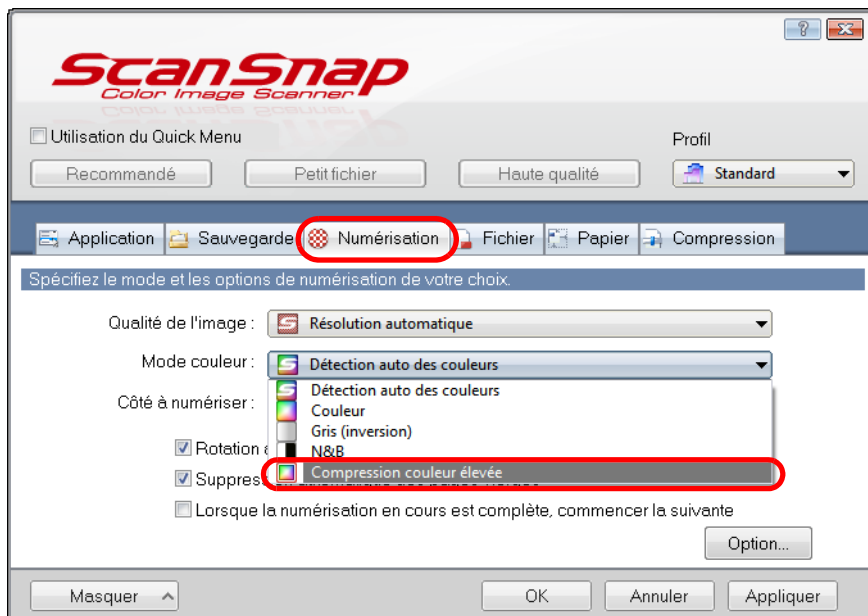 ScanSnap
Color Image Scanner
Utilisation du Quick Menu
Profil
Recommandé Petit fichier Haute qualité Standard
Application Sauvegarde Numérisation Fichier Papier Compression
Spécifiez le mode et les options de numérisation de votre choix.
Qualité de l'image : Résolution automatique
Mode couleur : Détection auto des couleurs
Détection auto des couleurs
Côté à numériser : Couleur
Gris (inversion)
Rotation N&B
Compression couleur élevée
Lorsque la numérisation en cours est complète, commencer la suivante
Option...
Masquer OK Annuler Appliquer